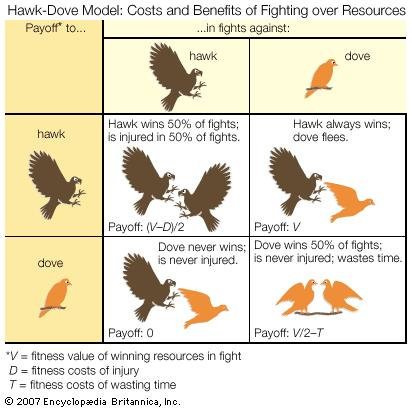 Hawk-Dove Model: Costs and Benefits of Fighting over Resources
Payoff* to...
...in fights against:
hawk
dove
hawk
Hawk wins 50% of fights;
is injured in 50% of fights.
Payoff: (V–D)/2
Hawk always wins;
dove flees.
Payoff: V
dove
Dove never wins;
is never injured.
Payoff: 0
Dove wins 50% of fights;
is never injured; wastes time.
Payoff: V/2–T
*V = fitness value of winning resources in fight
D = fitness costs of injury
T = fitness costs of wasting time
© 2007 Encyclopædia Britannica, Inc.